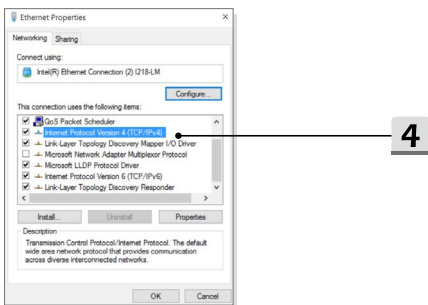 Ethernet Properties
Networking Sharing
Connect using:
Intel(R) Ethernet Connection (2) I218-LM
Configure...
This connection uses the following items:
QoS Packet Scheduler
Internet Protocol Version 4 (TCP/IPv4)
Link-Layer Topology Discovery Mapper I/O Driver
Microsoft Network Adapter Multiplexor Protocol
Microsoft LLDP Protocol Driver
Internet Protocol Version 6 (TCP/IPv6)
Link-Layer Topology Discovery Responder
Install... Uninstall Properties
Description
Transmission Control Protocol/Internet Protocol. The default
wide area network protocol that provides communication
across diverse interconnected networks.
OK Cancel
4